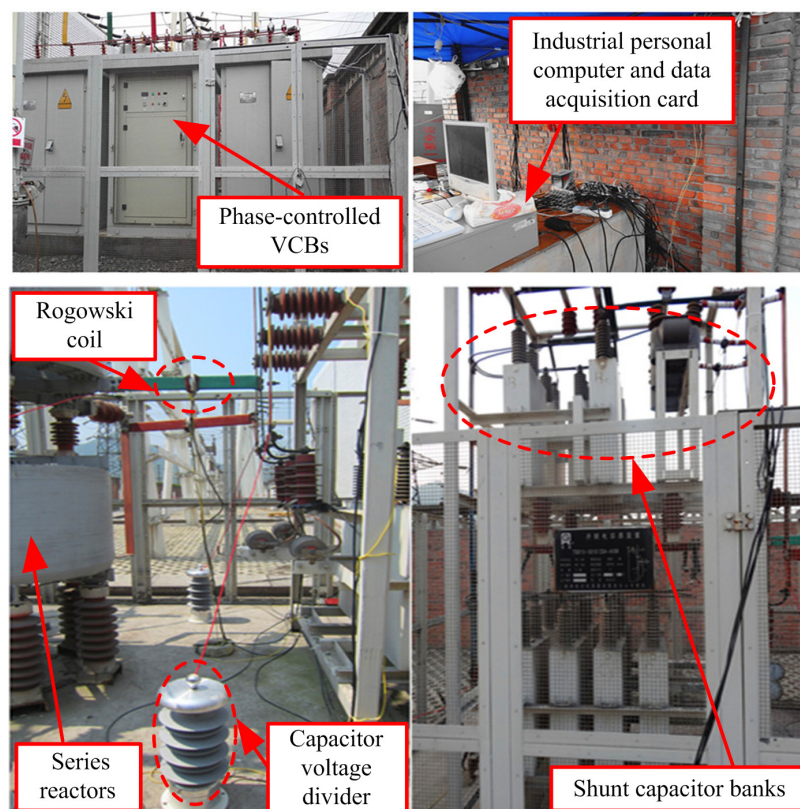 Phase-controlled
VCBs
Industrial personal
computer and data
acquisition card
Rogowski
coil
Series
reactors
Capacitor
voltage
divider
Shunt capacitor banks